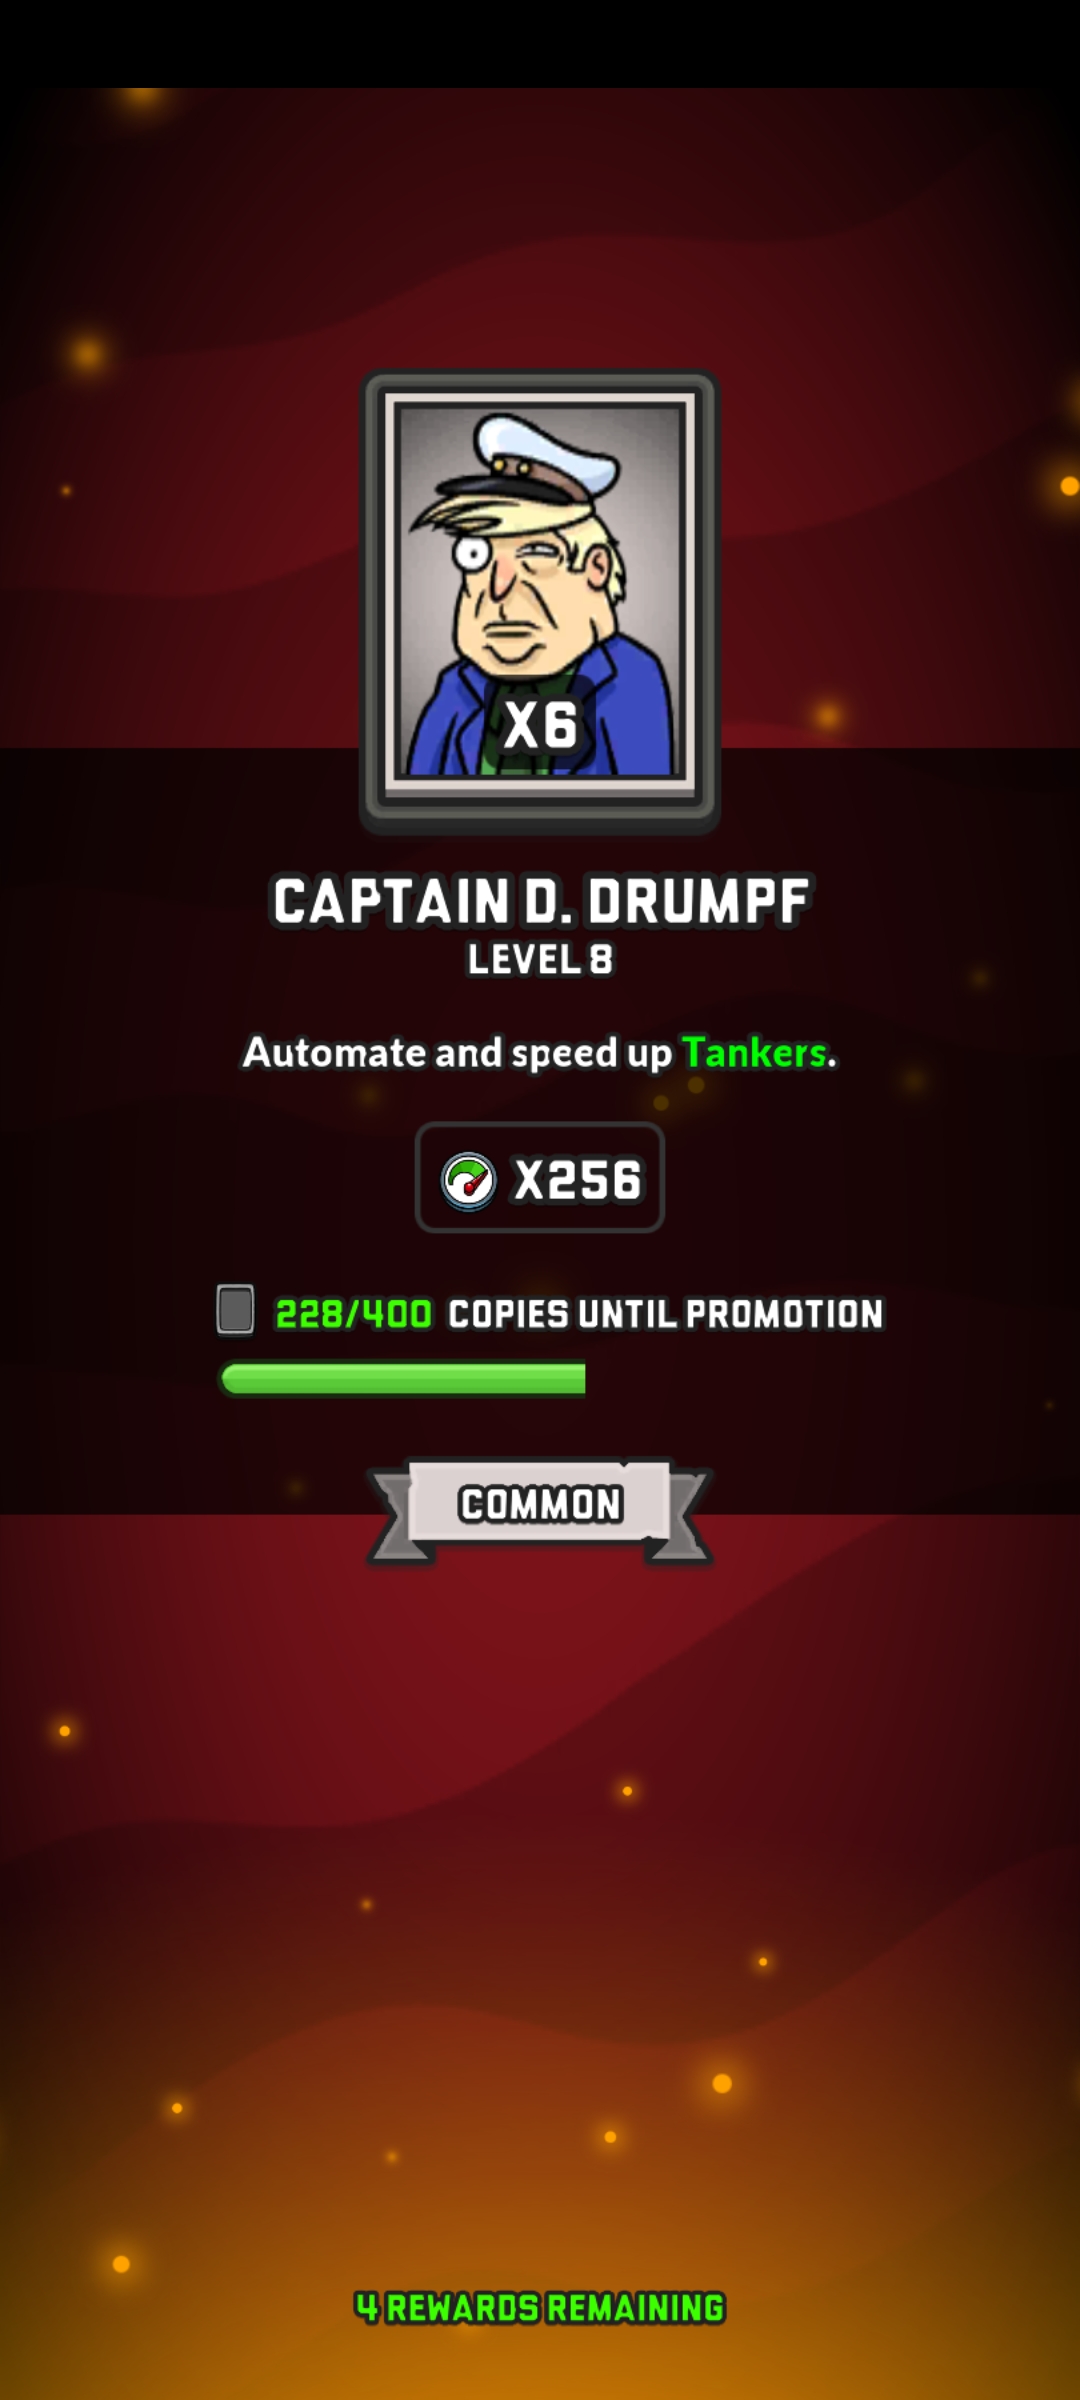 X6
CAPTAIN D. DRUMPF
LEVEL 8
Automate and speed up Tankers.
X256
228/400 COPIES UNTIL PROMOTION
COMMON
4 REWARDS REMAINING